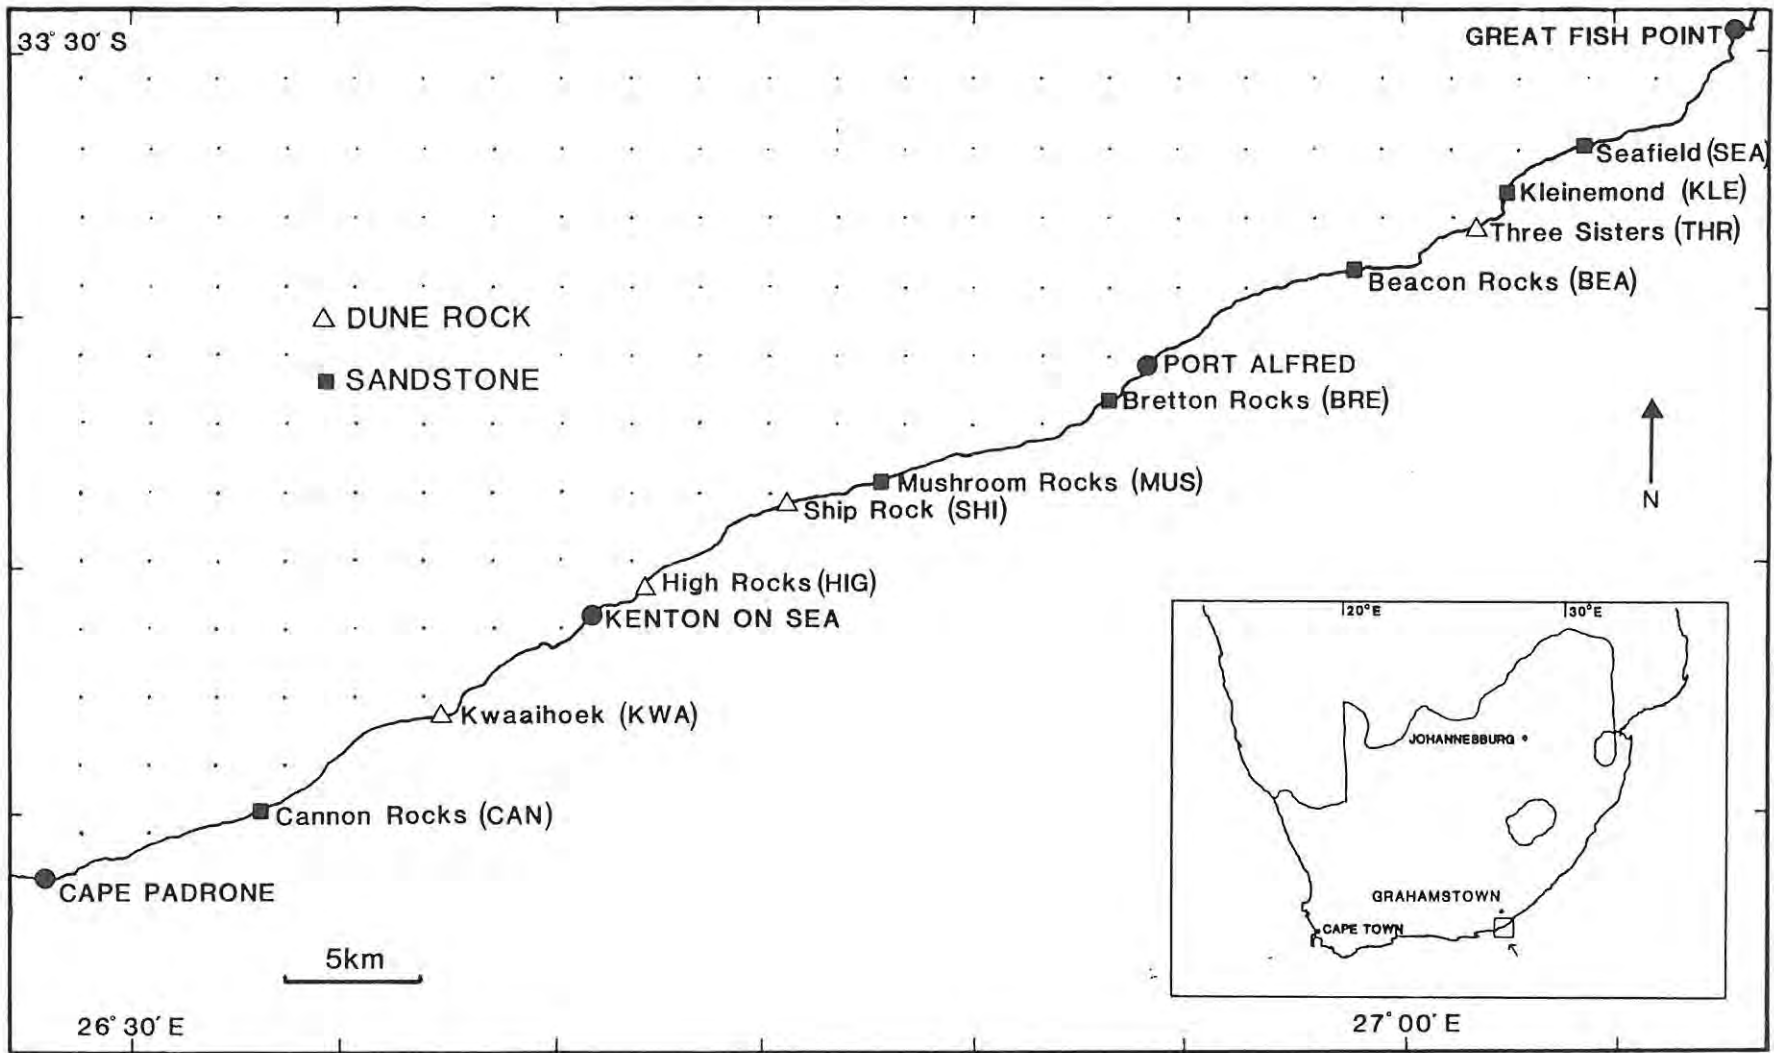 33° 30′ S
GREAT FISH POINT
Seafield (SEA)
Kleinemond (KLE)
Three Sisters (THR)
Beacon Rocks (BEA)
△ DUNE ROCK
■ SANDSTONE
PORT ALFRED
Bretton Rocks (BRE)
Mushroom Rocks (MUS)
Ship Rock (SHI)
N
High Rocks (HIG)
KENTON ON SEA
Kwaaihoek (KWA)
Cannon Rocks (CAN)
CAPE PADRONE
5km
26° 30′ E
27° 00′ E
20°E
30°E
JOHANNEBBURG
GRAHAMSTOWN
CAPE TOWN